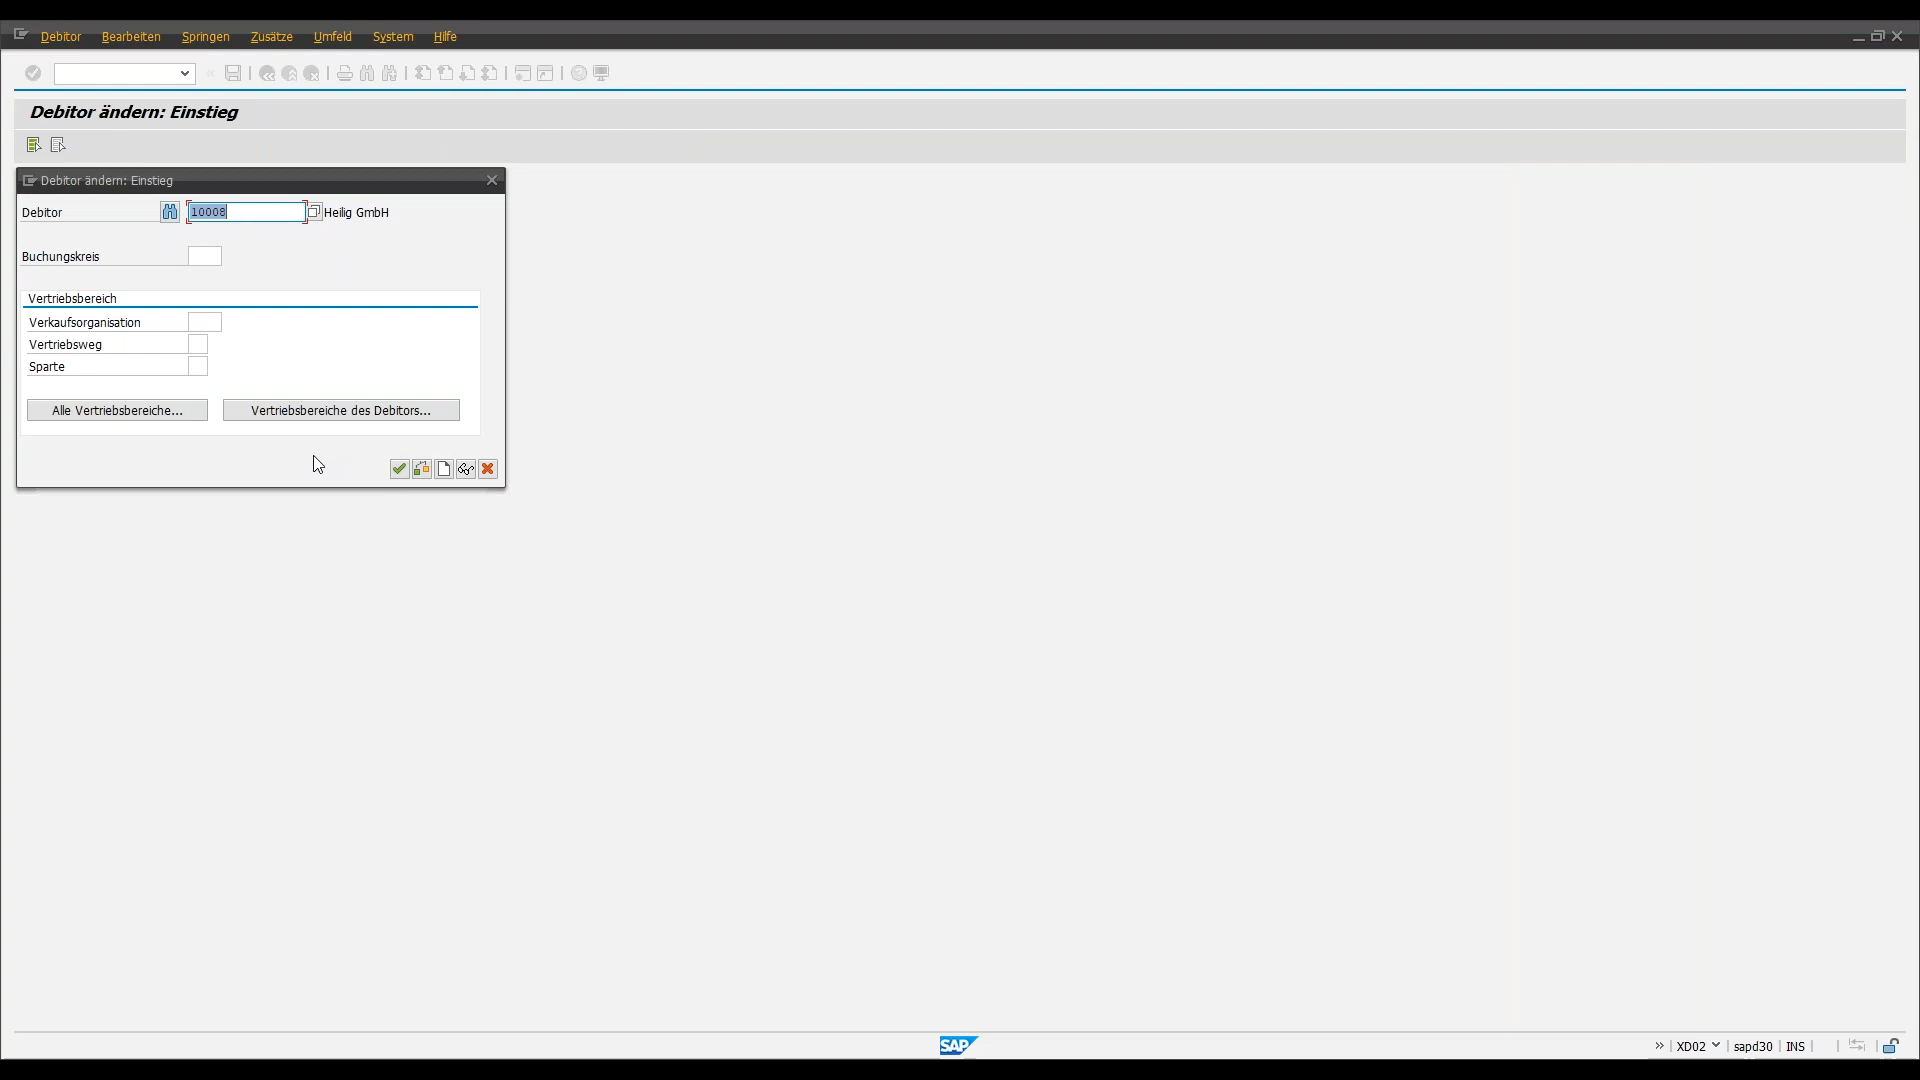 Debitor Bearbeiten Springen Zusätze Umfeld System Hilfe
Debitor ändern: Einstieg
Debitor ändern: Einstieg
Debitor 10008 Heilig GmbH
Buchungskreis
Vertriebsbereich
Verkaufsorganisation
Vertriebsweg
Sparte
Alle Vertriebsbereiche... Vertriebsbereiche des Debitors...
SAP
XD02 sapd30 INS